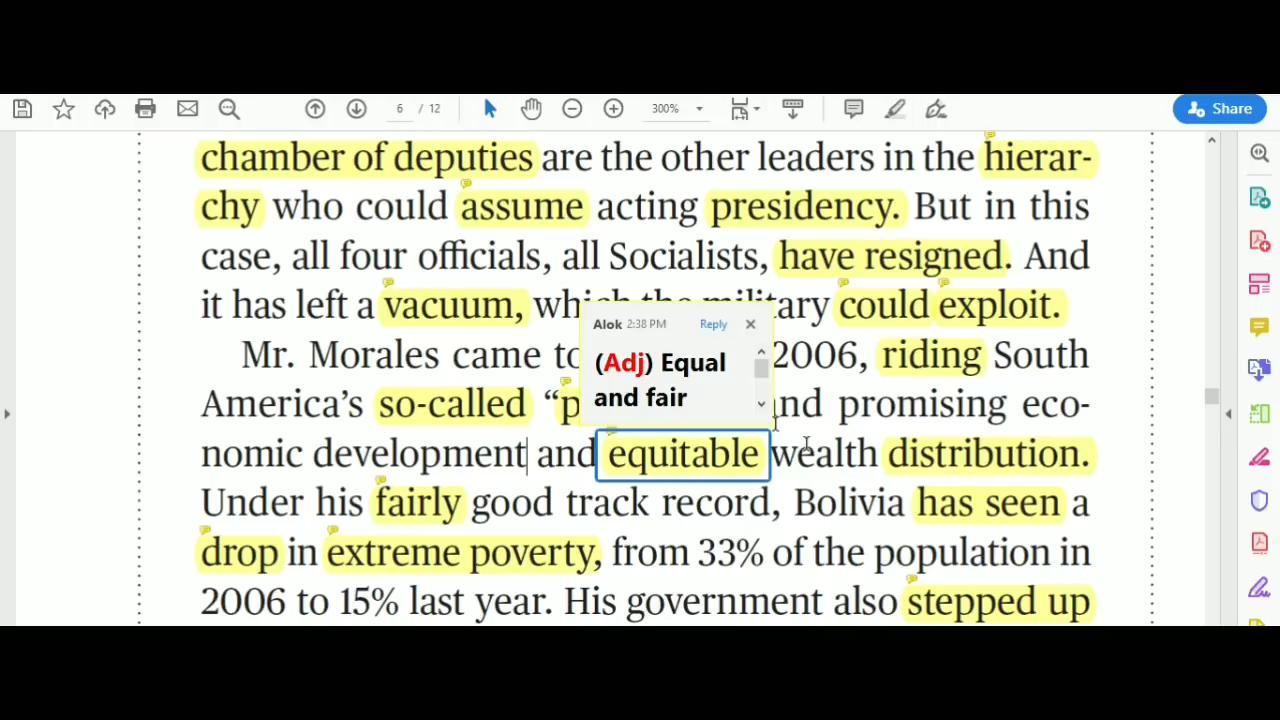 6 / 12
300%
Share
chamber of deputies are the other leaders in the hierar-
chy who could assume acting presidency. But in this
case, all four officials, all Socialists, have resigned. And
it has left a vacuum, which the military could exploit.
Alok 2:38 PM Reply
(Adj) Equal
and fair
Mr. Morales came to 2006, riding South
America’s so-called “p and promising eco-
nomic development and equitable wealth distribution.
Under his fairly good track record, Bolivia has seen a
drop in extreme poverty, from 33% of the population in
2006 to 15% last year. His government also stepped up